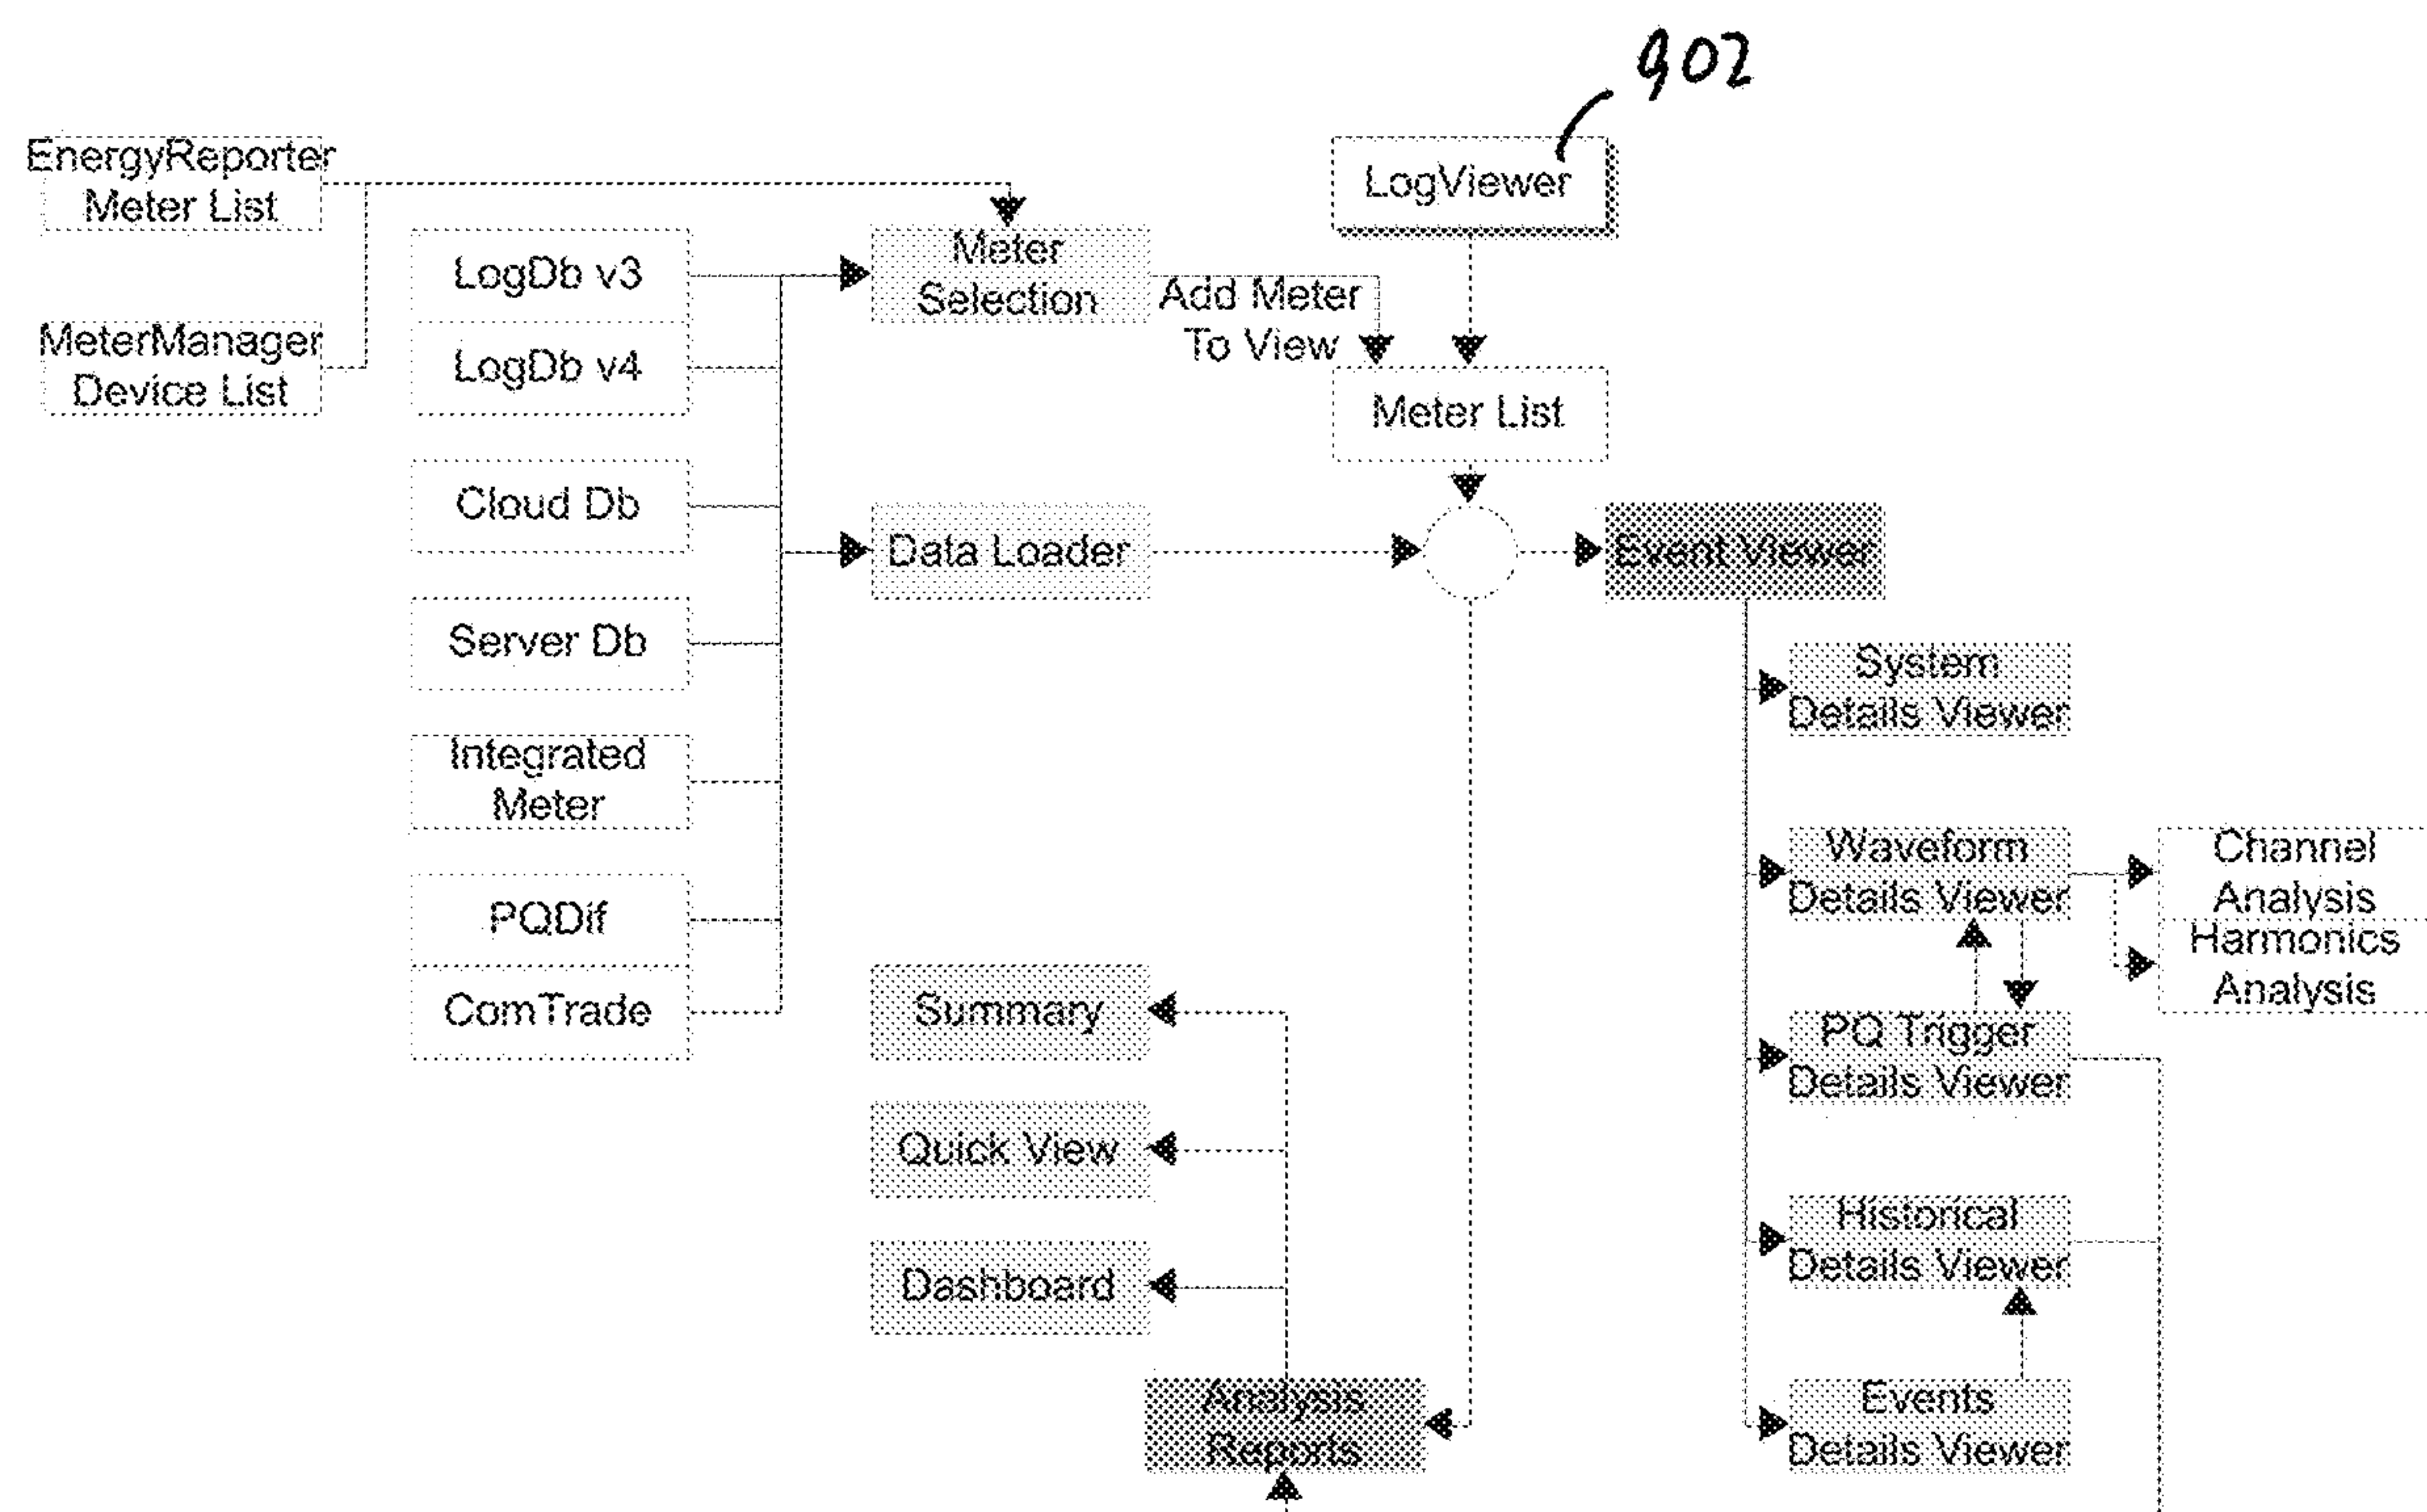 902
EnergyReporter
Meter List
LogViewer
LogDb v3
Meter
Selection
Add Meter
To View
MeterManager
Device List
LogDb v4
Meter List
Cloud Db
Data Loader
Event Viewer
Server Db
System
Details Viewer
Integrated
Meter
Waveform
Details Viewer
Channel
Analysis
PQDif
Harmonics
Analysis
ComTrade
Summary
PQ Trigger
Details Viewer
Quick View
Historical
Details Viewer
Dashboard
Analysis
Reports
Events
Details Viewer